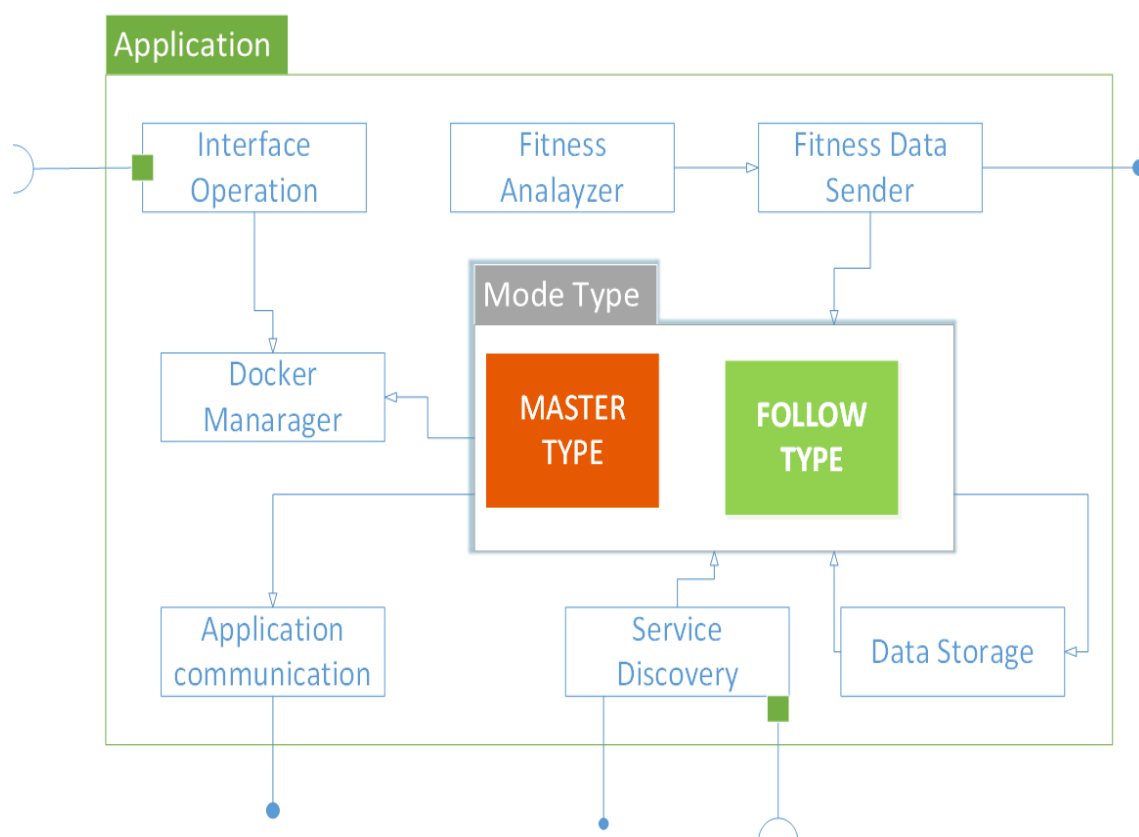 Application
Interface
Operation
Fitness
Analayzer
Fitness Data
Sender
Mode Type
Docker
Manarager
MASTER
TYPE
FOLLOW
TYPE
Application
communication
Service
Discovery
Data Storage